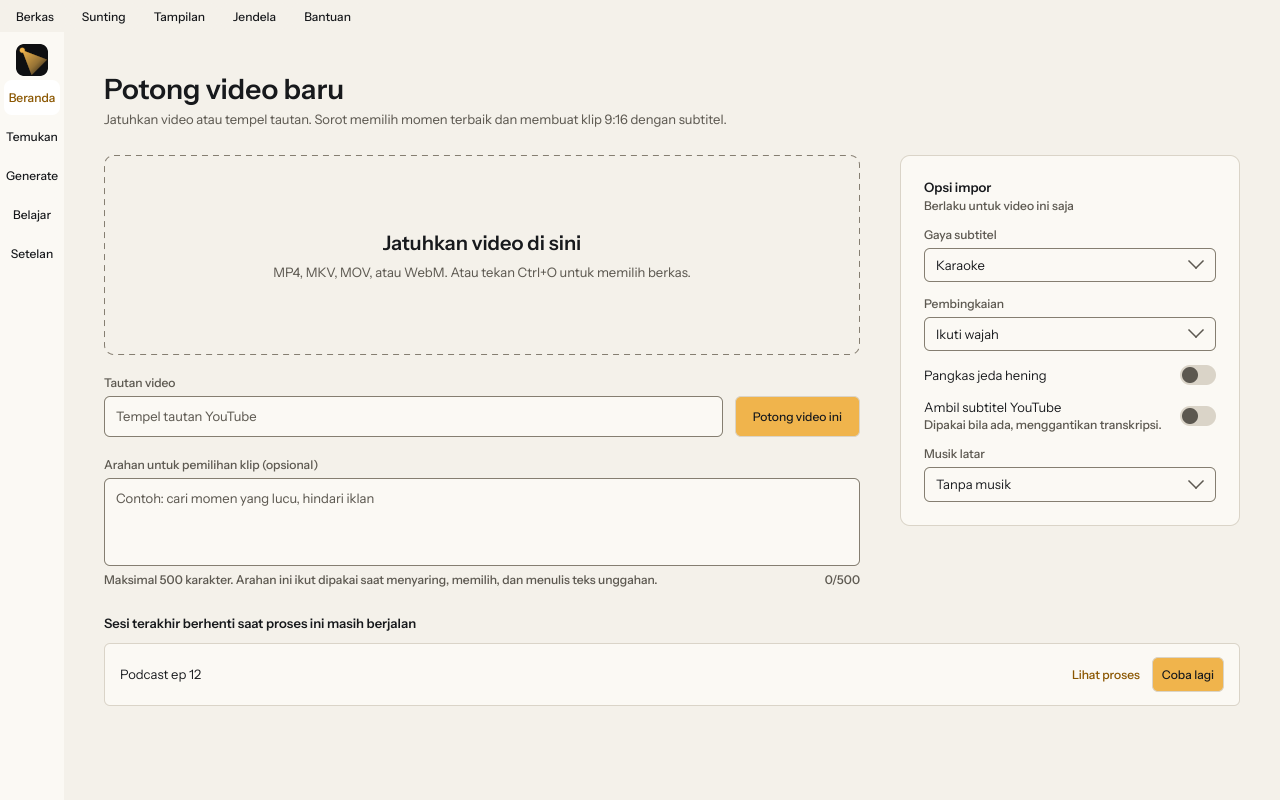 Berkas
Sunting
Tampilan
Jendela
Bantuan
Beranda
Temukan
Generate
Belajar
Setelan
Potong video baru
Jatuhkan video atau tempel tautan. Sorot memilih momen terbaik dan membuat klip 9:16 dengan subtitel.
Jatuhkan video di sini
MP4, MKV, MOV, atau WebM. Atau tekan Ctrl+O untuk memilih berkas.
Tautan video
Tempel tautan YouTube
Potong video ini
Arahan untuk pemilihan klip (opsional)
Contoh: cari momen yang lucu, hindari iklan
Maksimal 500 karakter. Arahan ini ikut dipakai saat menyaring, memilih, dan menulis teks unggahan.
0/500
Opsi impor
Berlaku untuk video ini saja
Gaya subtitel
Karaoke
Pembingkaian
Ikuti wajah
Pangkas jeda hening
Ambil subtitel YouTube
Dipakai bila ada, menggantikan transkripsi.
Musik latar
Tanpa musik
Sesi terakhir berhenti saat proses ini masih berjalan
Podcast ep 12
Lihat proses
Coba lagi